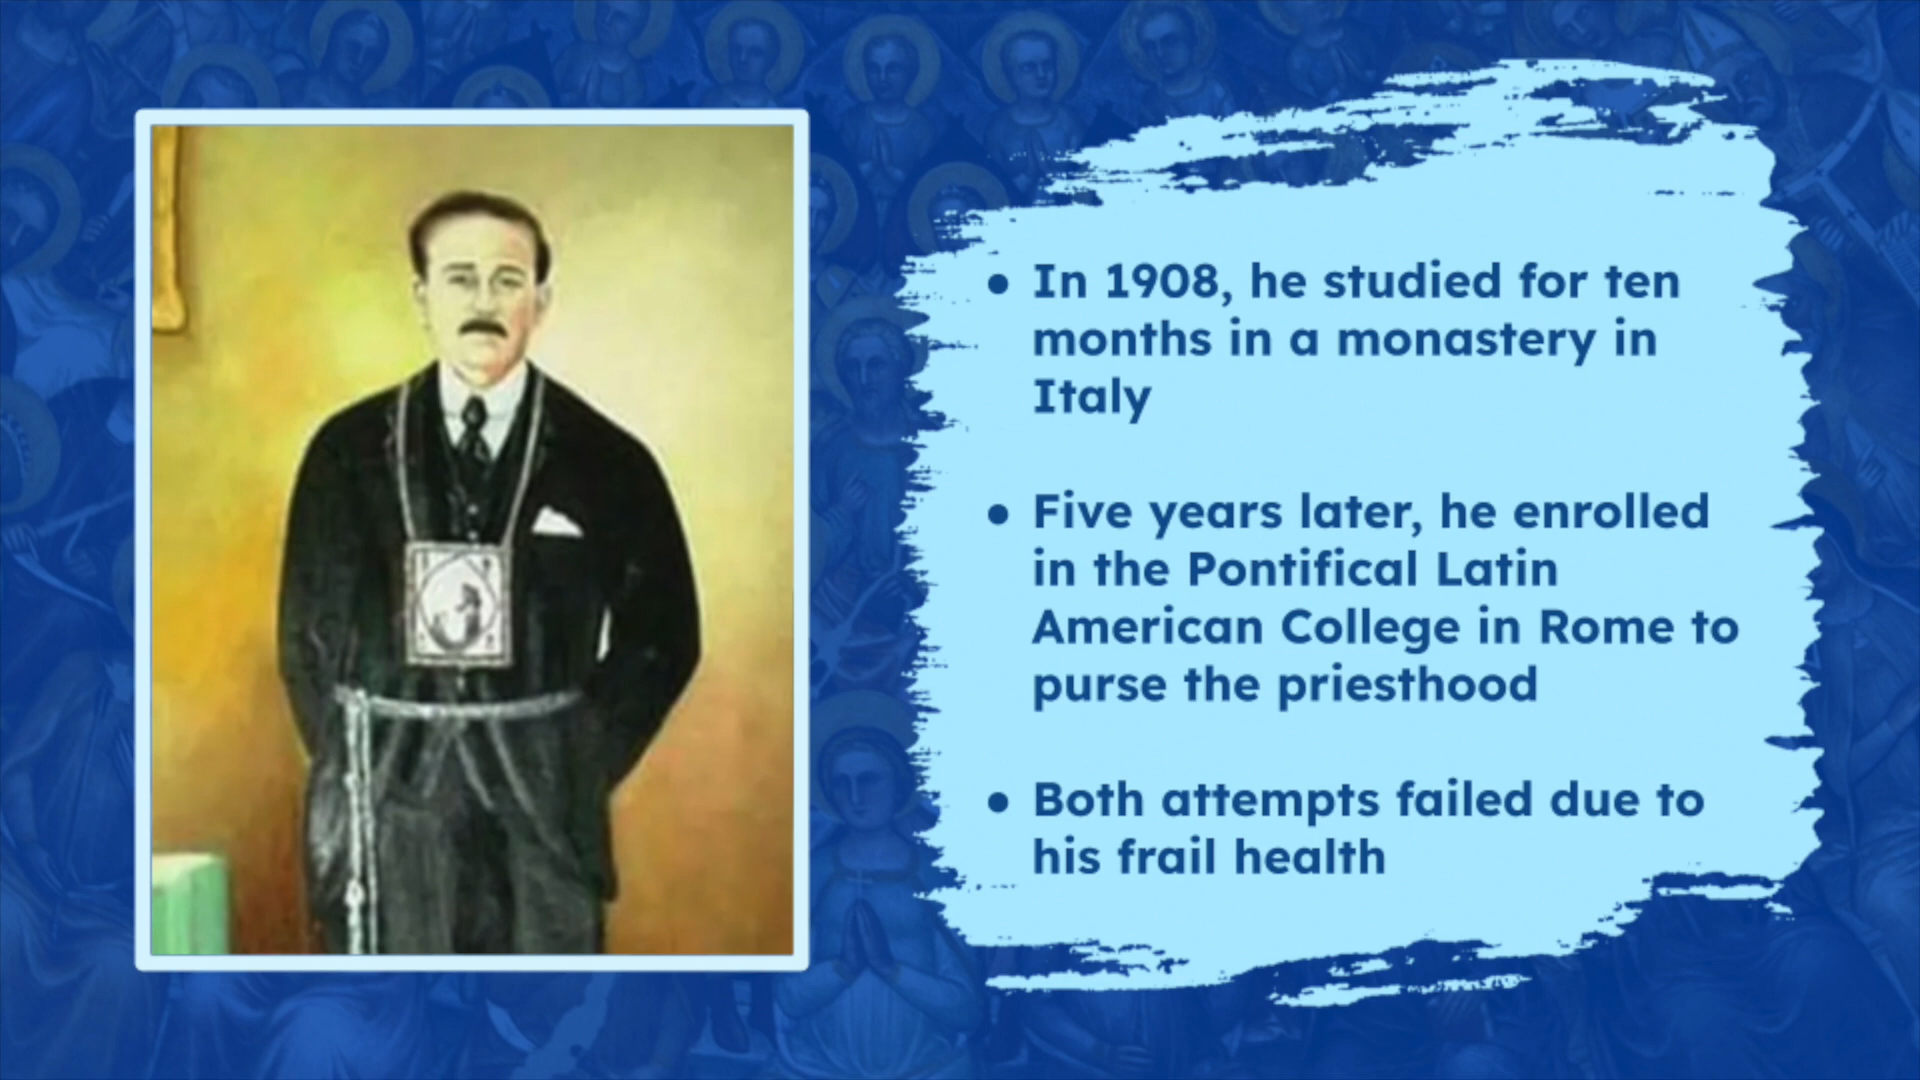 • In 1908, he studied for ten
months in a monastery in
Italy
• Five years later, he enrolled
in the Pontifical Latin
American College in Rome to
purse the priesthood
• Both attempts failed due to
his frail health